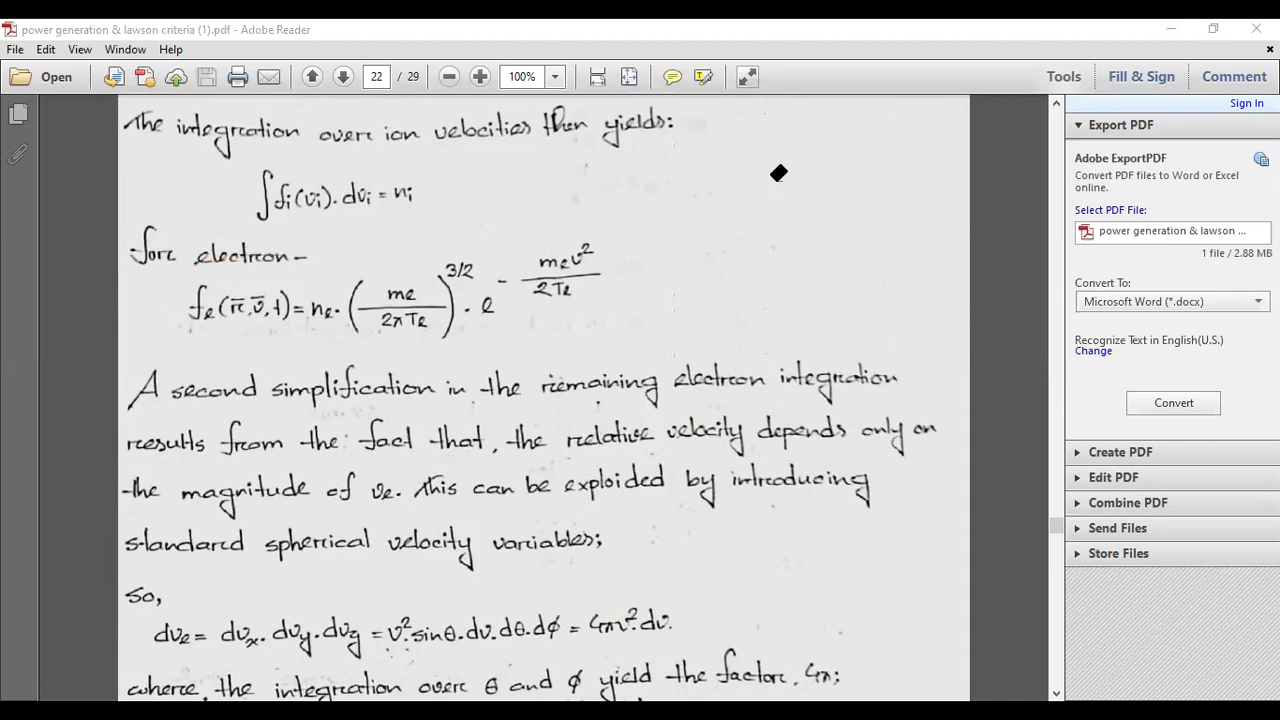 power generation & lawson criteria (1).pdf - Adobe Reader
File Edit View Window Help
Open 22 / 29 100% Tools Fill & Sign Comment
Sign In
The integration over ion velocities then yields:
∫fi(vi).dvi = ni
for electron-
fe(r̅,v̅,t) = ne.(me/2πTe)^3/2 . e^-mev²/2Te
A second simplification in the remaining electron integration
results from the fact that, the relative velocity depends only on
the magnitude of ve. This can be exploided by introducing
standard spherical velocity variables;
So,
dve = dvx.dvy.dvz = v².sinθ.dv.dθ.dϕ = 4πv².dv.
where, the integration over θ and ϕ yield the factor, 4π;
Export PDF
Adobe ExportPDF
Convert PDF files to Word or Excel
online.
Select PDF File:
power generation & lawson ...
1 file / 2.88 MB
Convert To:
Microsoft Word (*.docx)
Recognize Text in English(U.S.)
Change
Convert
Create PDF
Edit PDF
Combine PDF
Send Files
Store Files